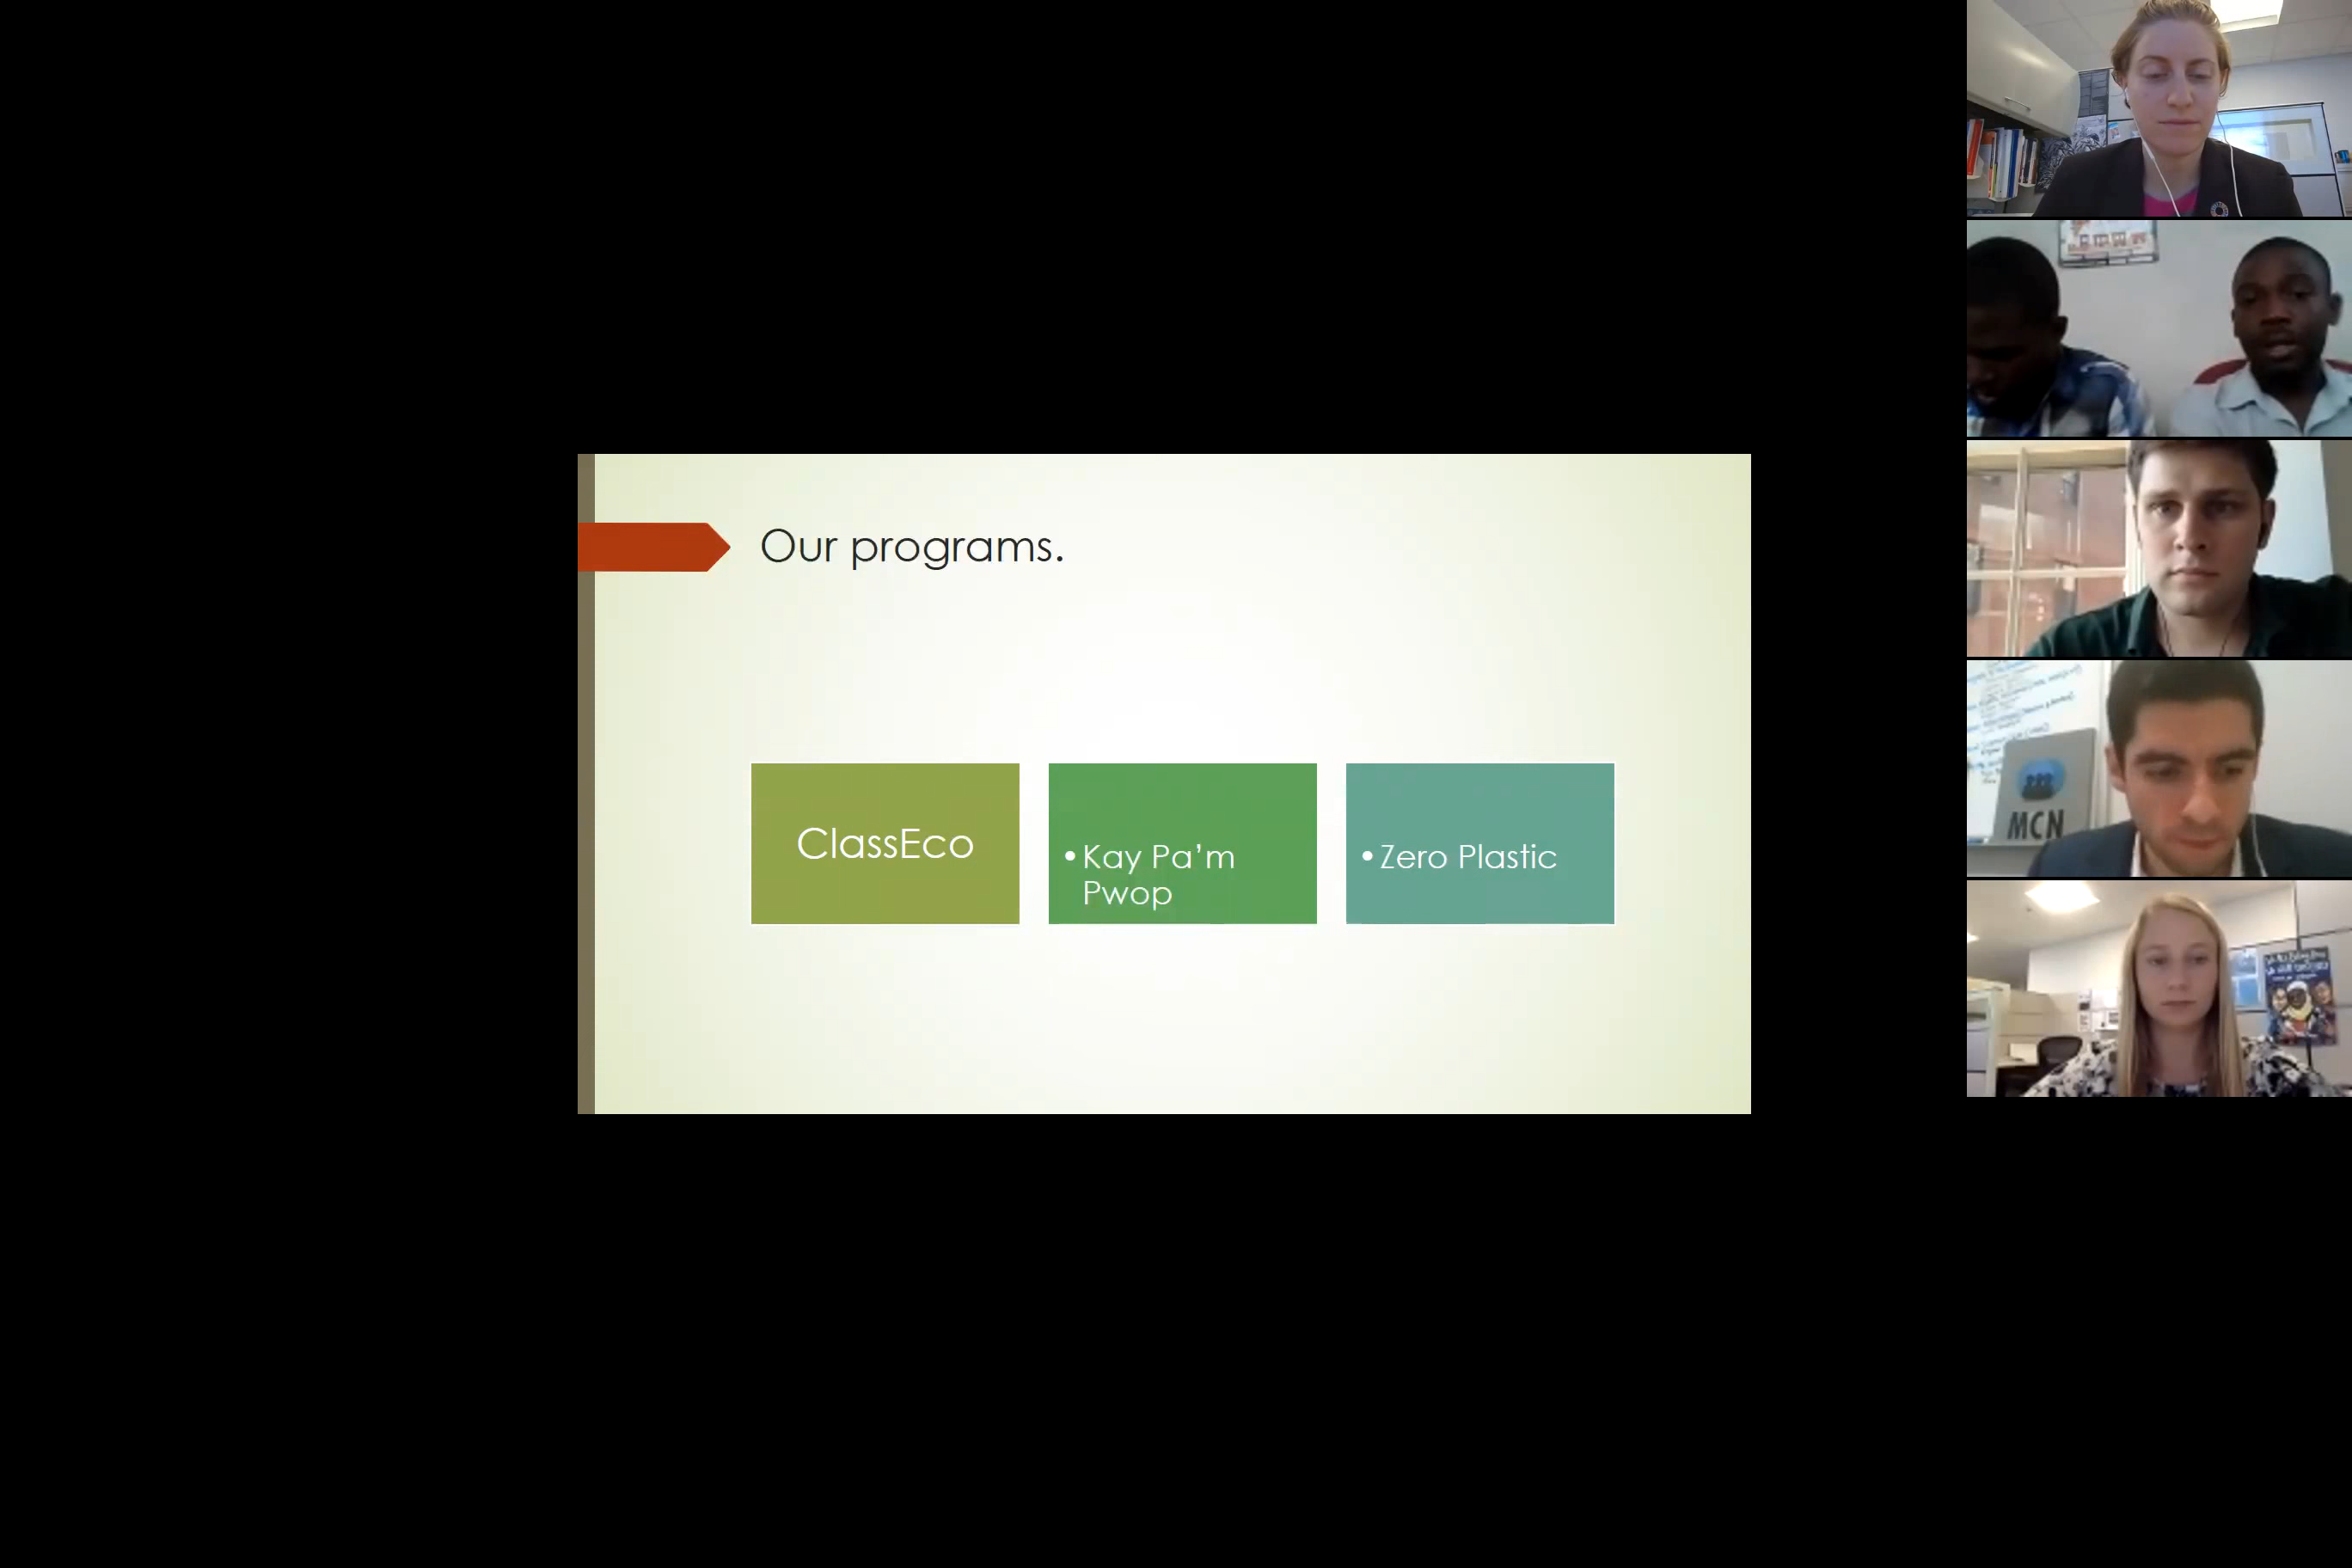 Our programs.
ClassEco
• Kay Pa’m
Pwop
• Zero Plastic
MCN